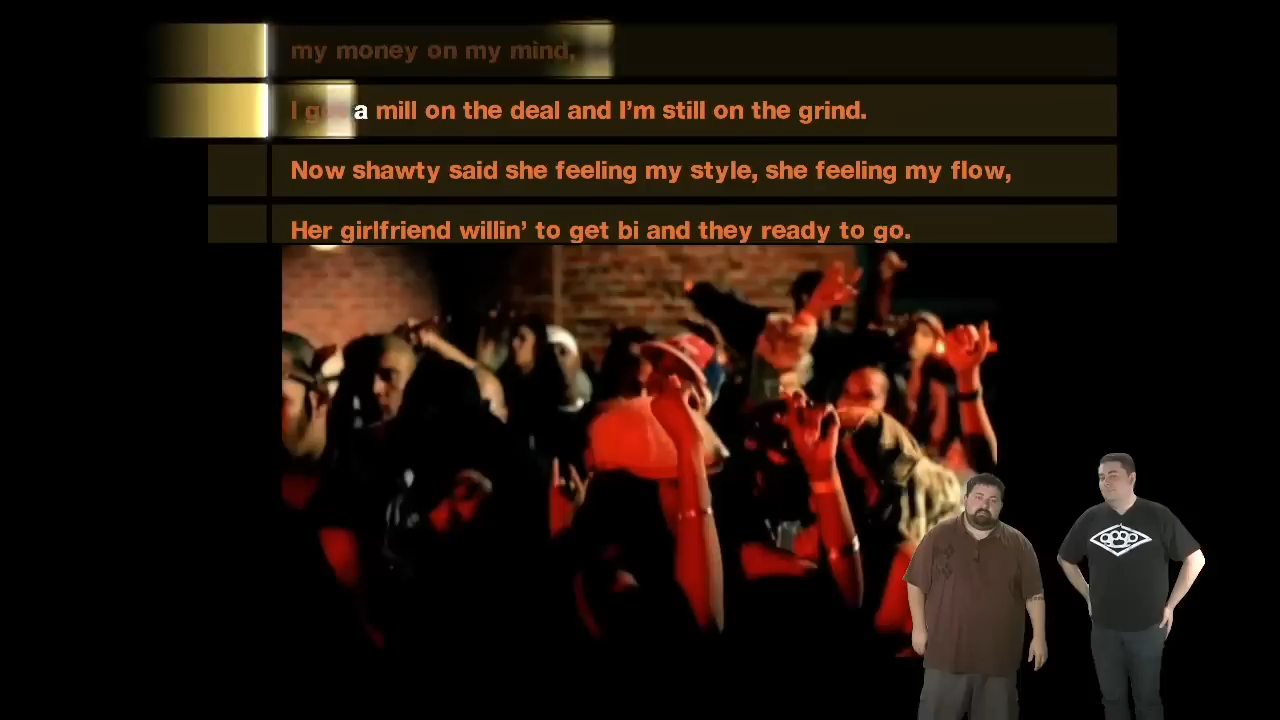 my money on my mind,
I got a mill on the deal and I'm still on the grind.
Now shawty said she feeling my style, she feeling my flow,
Her girlfriend willin' to get bi and they ready to go.